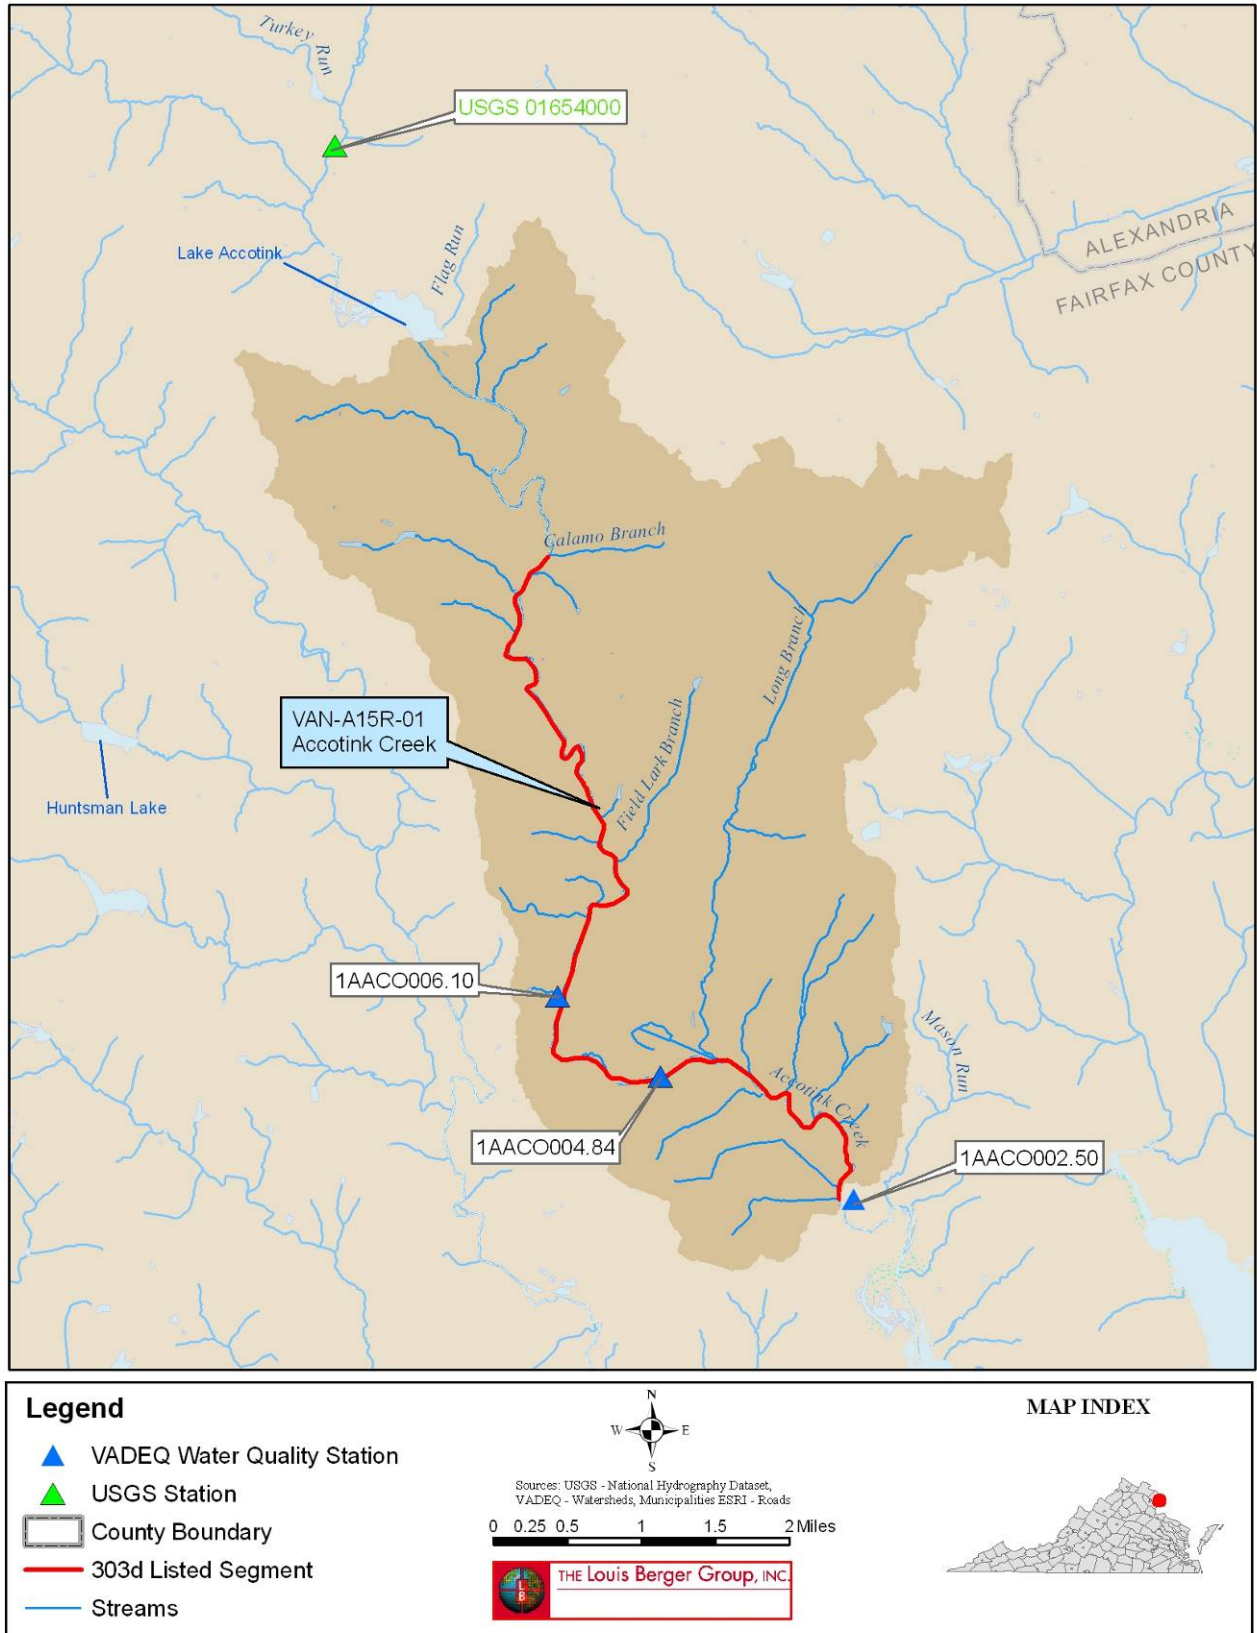 Turkey Run
USGS 01654000
Lake Accotink
Flag Run
ALEXANDRIA
FAIRFAX COUNTY
Calamo Branch
Long Branch
VAN-A15R-01
Accotink Creek
Field Lark Branch
Huntsman Lake
1AACO006.10
Mason Run
Accotink Creek
1AACO004.84
1AACO002.50
Legend
VADEQ Water Quality Station
USGS Station
County Boundary
303d Listed Segment
Streams
N
W E
S
Sources: USGS - National Hydrography Dataset,
VADEQ - Watersheds, Municipalities ESRI - Roads
0 0.25 0.5 1 1.5 2 Miles
L
B
THE Louis Berger Group, INC.
MAP INDEX